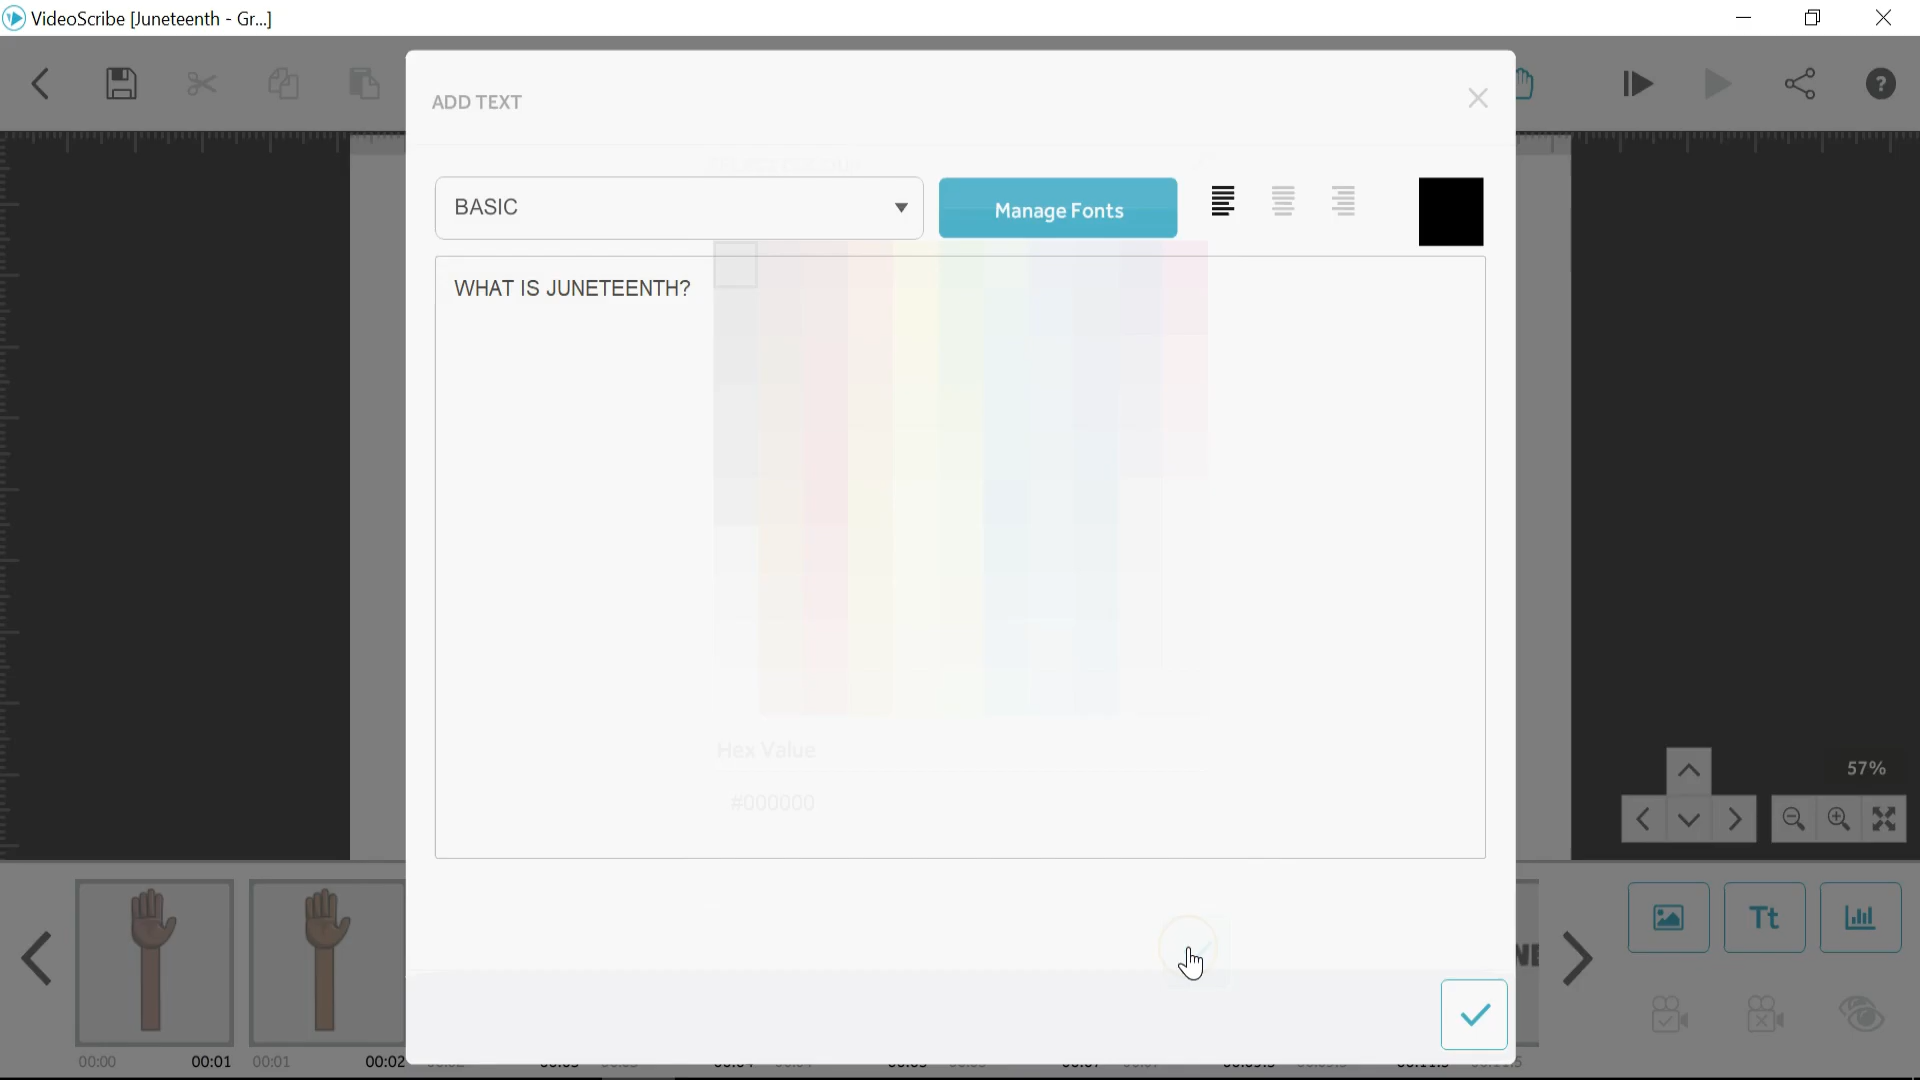 VideoScribe [Juneteenth - Gr...]
ADD TEXT
BASIC
Manage Fonts
WHAT IS JUNETEENTH?
Hex Value
#000000
57%
Tt
00:00 00:01 00:01 00:02